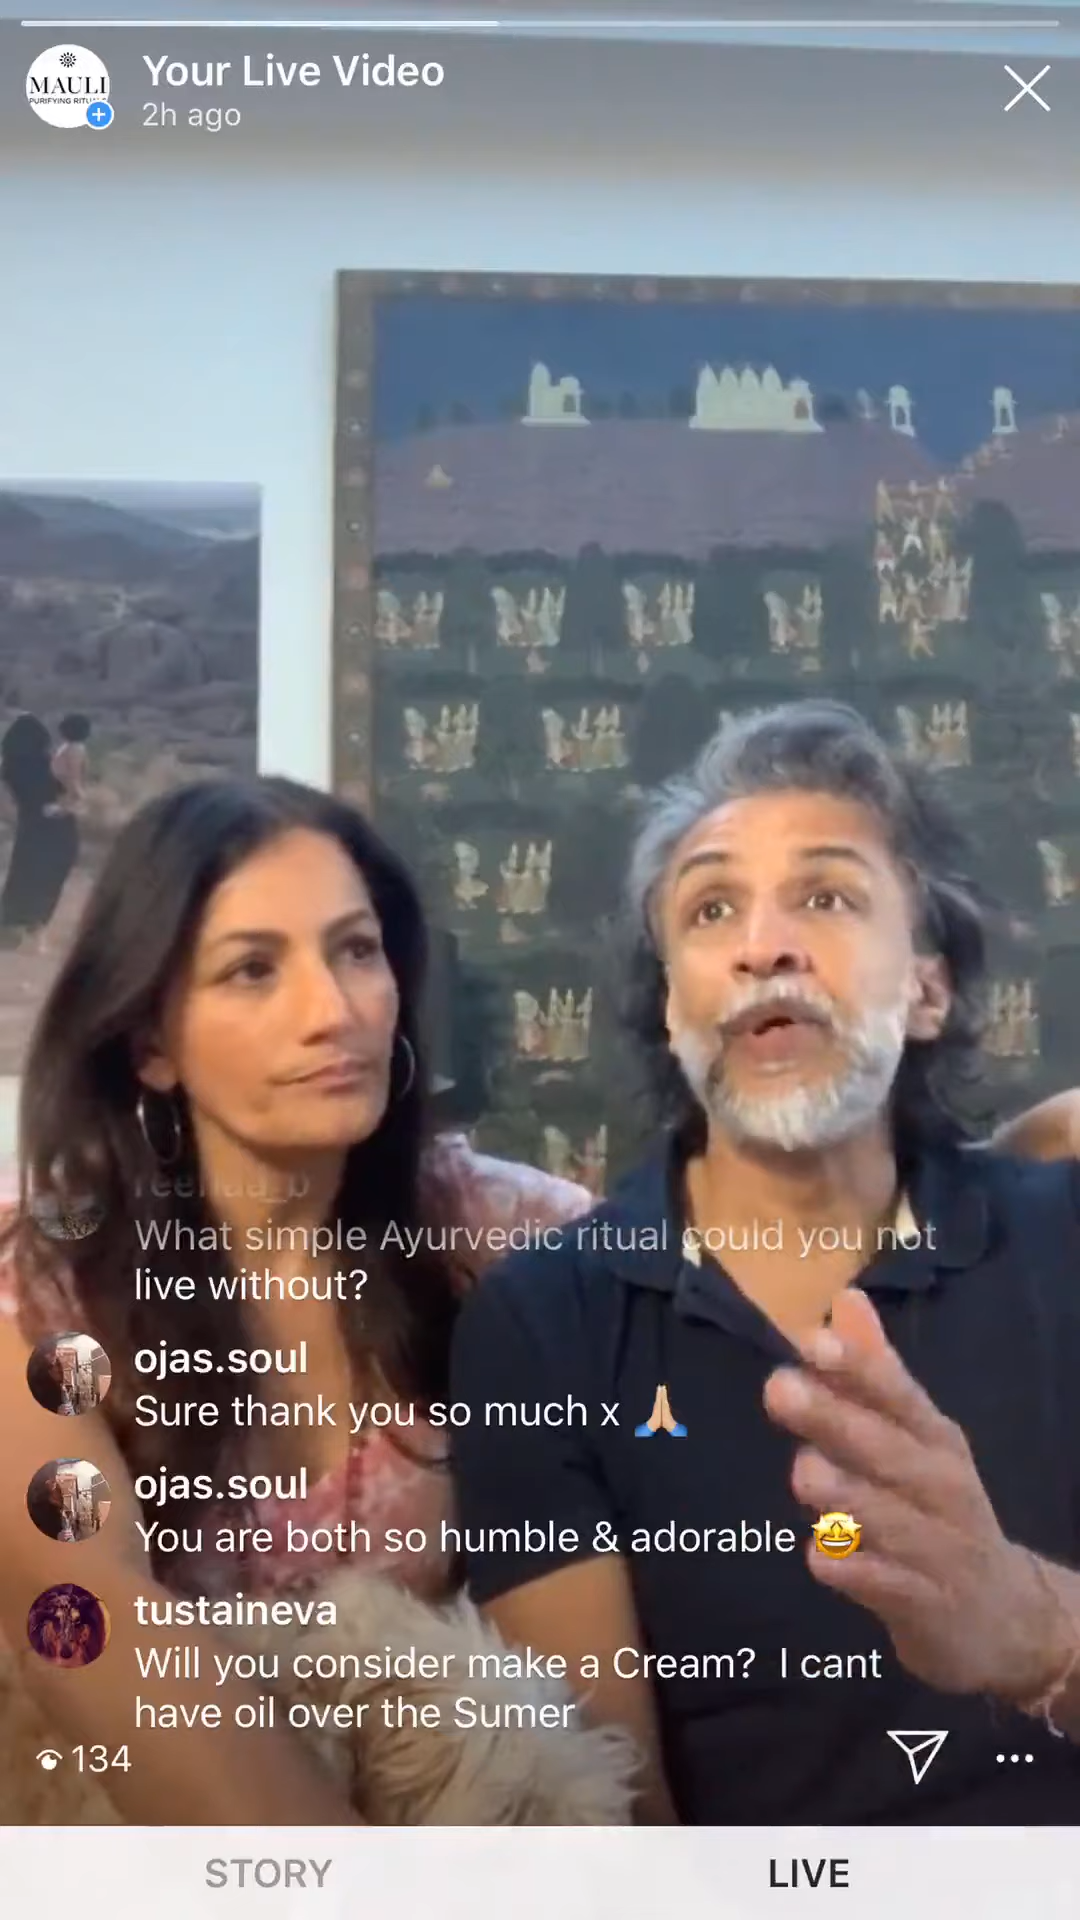 MAULI
PURIFYING RITU
Your Live Video
2h ago
What simple Ayurvedic ritual could you not
live without?
ojas.soul
Sure thank you so much x 🙏🏻
ojas.soul
You are both so humble & adorable 🤩
tustaineva
Will you consider make a Cream?  I cant
have oil over the Sumer
134
STORY
LIVE